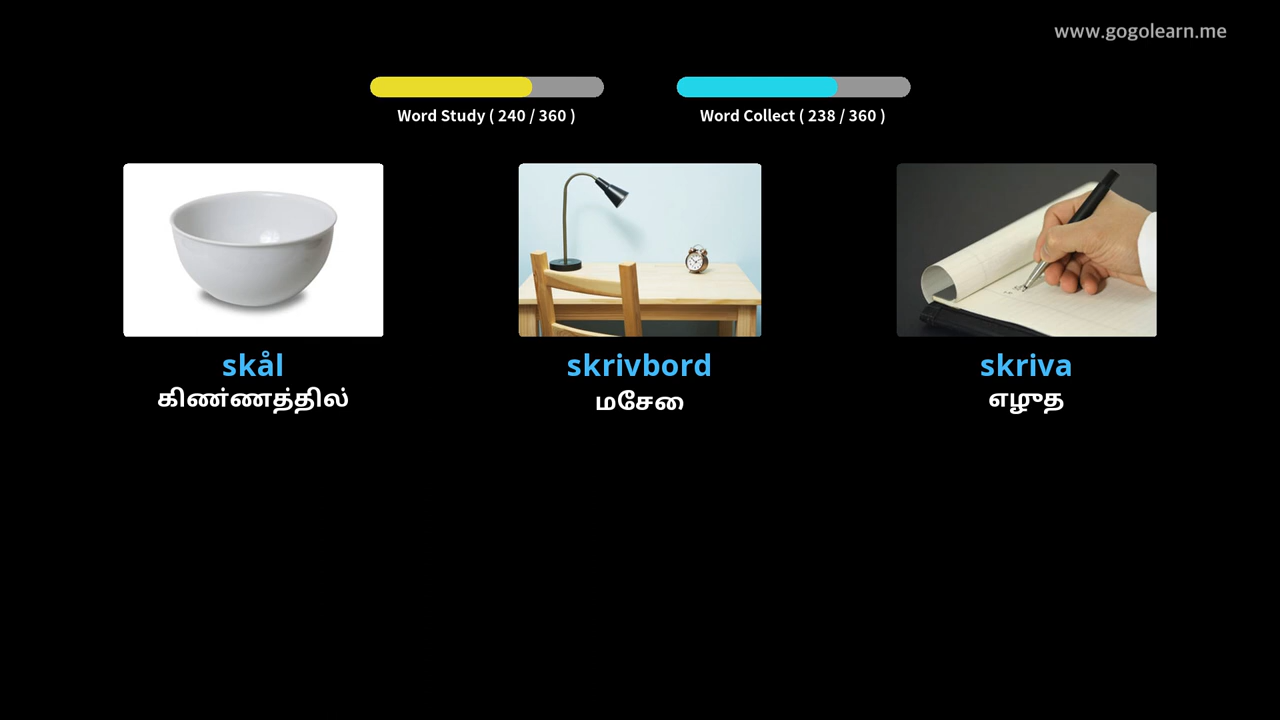 www.gogolearn.me
Word Study ( 240 / 360 )
Word Collect ( 238 / 360 )
skål
skrivbord
skriva
கிண்ணத்தில்
மசேை
எழுத